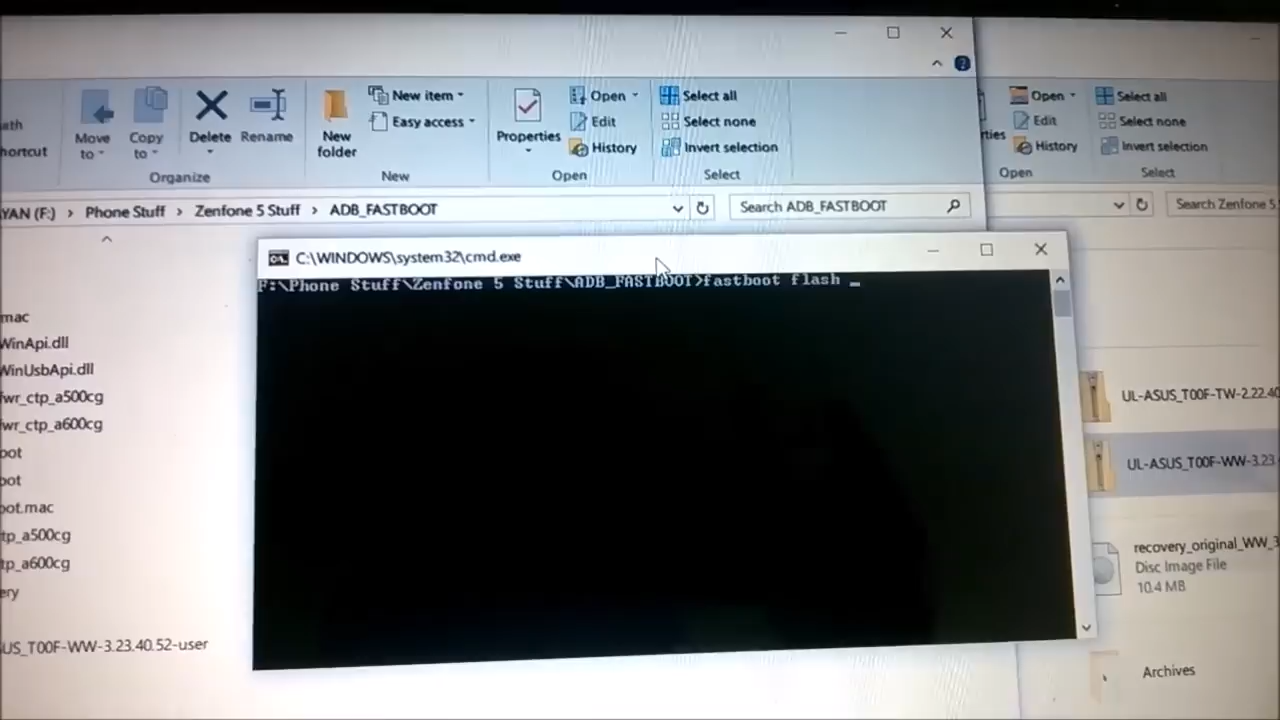 Move to
Copy to
Delete
Rename
Organize
New folder
New item
Easy access
New
Properties
Open
Edit
History
Open
Select all
Select none
Invert selection
Select
Open
Edit
History
Open
Select all
Select none
Invert selection
Select
(F:) > Phone Stuff > Zenfone 5 Stuff > ADB_FASTBOOT
Search ADB_FASTBOOT
Search Zenfone 5
C:\WINDOWS\system32\cmd.exe
F:\Phone Stuff\Zenfone 5 Stuff\ADB_FASTBOOT>fastboot flash _
mac
WinApi.dll
WinUsbApi.dll
fwr_ctp_a500cg
fwr_ctp_a600cg
oot
oot
oot.mac
tp_a500cg
tp_a600cg
ery
US_T00F-WW-3.23.40.52-user
UL-ASUS_T00F-TW-2.22.40
UL-ASUS_T00F-WW-3.23
recovery_original_WW_3
Disc Image File
10.4 MB
Archives